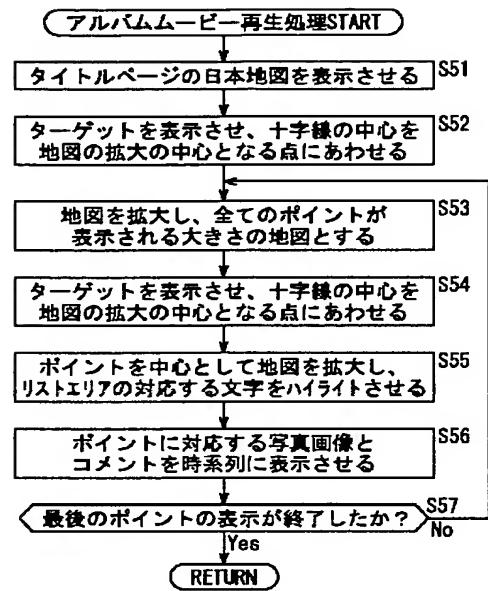 アルバムムービー再生処理START
タイトルページの日本地図を表示させる
S51
ターゲットを表示させ、十字線の中心を
地図の拡大の中心となる点にあわせる
S52
地図を拡大し、全てのポイントが
表示される大きさの地図とする
S53
ターゲットを表示させ、十字線の中心を
地図の拡大の中心となる点にあわせる
S54
ポイントを中心として地図を拡大し、
リストエリアの対応する文字をハイライトさせる
S55
ポイントに対応する写真画像と
コメントを時系列に表示させる
S56
最後のポイントの表示が終了したか？
S57
No
Yes
RETURN